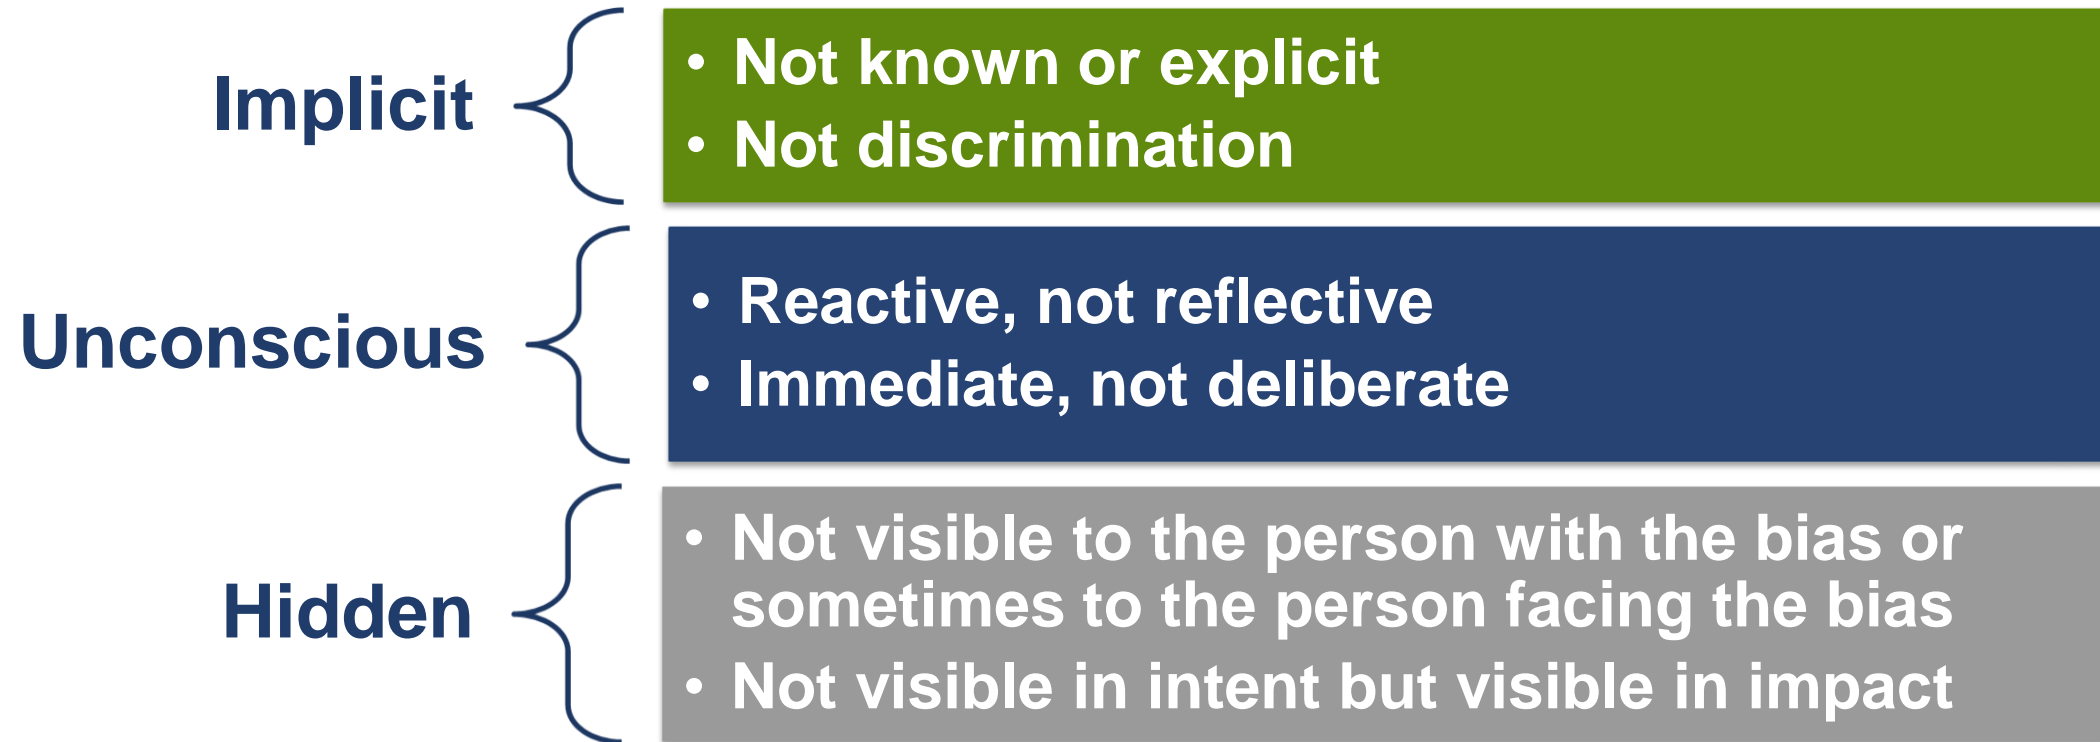 Implicit
• Not known or explicit
• Not discrimination
Unconscious
• Reactive, not reflective
• Immediate, not deliberate
Hidden
• Not visible to the person with the bias or
sometimes to the person facing the bias
• Not visible in intent but visible in impact